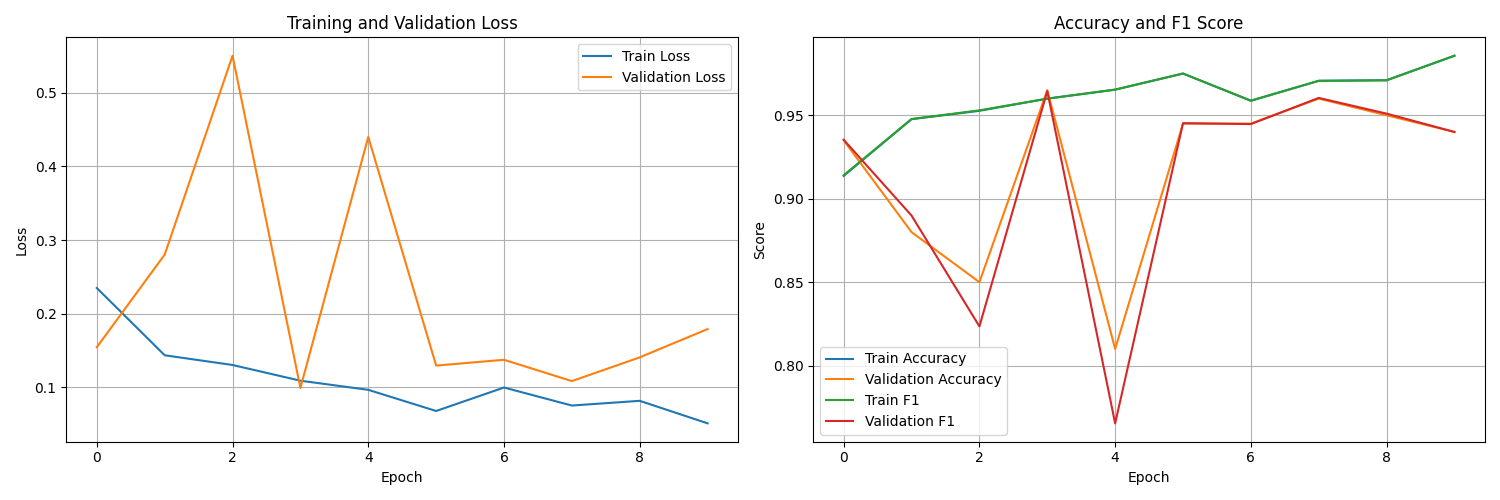 Training and Validation Loss
Train Loss
Validation Loss
0.5
0.4
0.3
0.2
0.1
Loss
0 2 4 6 8
Epoch
Accuracy and F1 Score
0.95
0.90
0.85
0.80
Score
Train Accuracy
Validation Accuracy
Train F1
Validation F1
0 2 4 6 8
Epoch